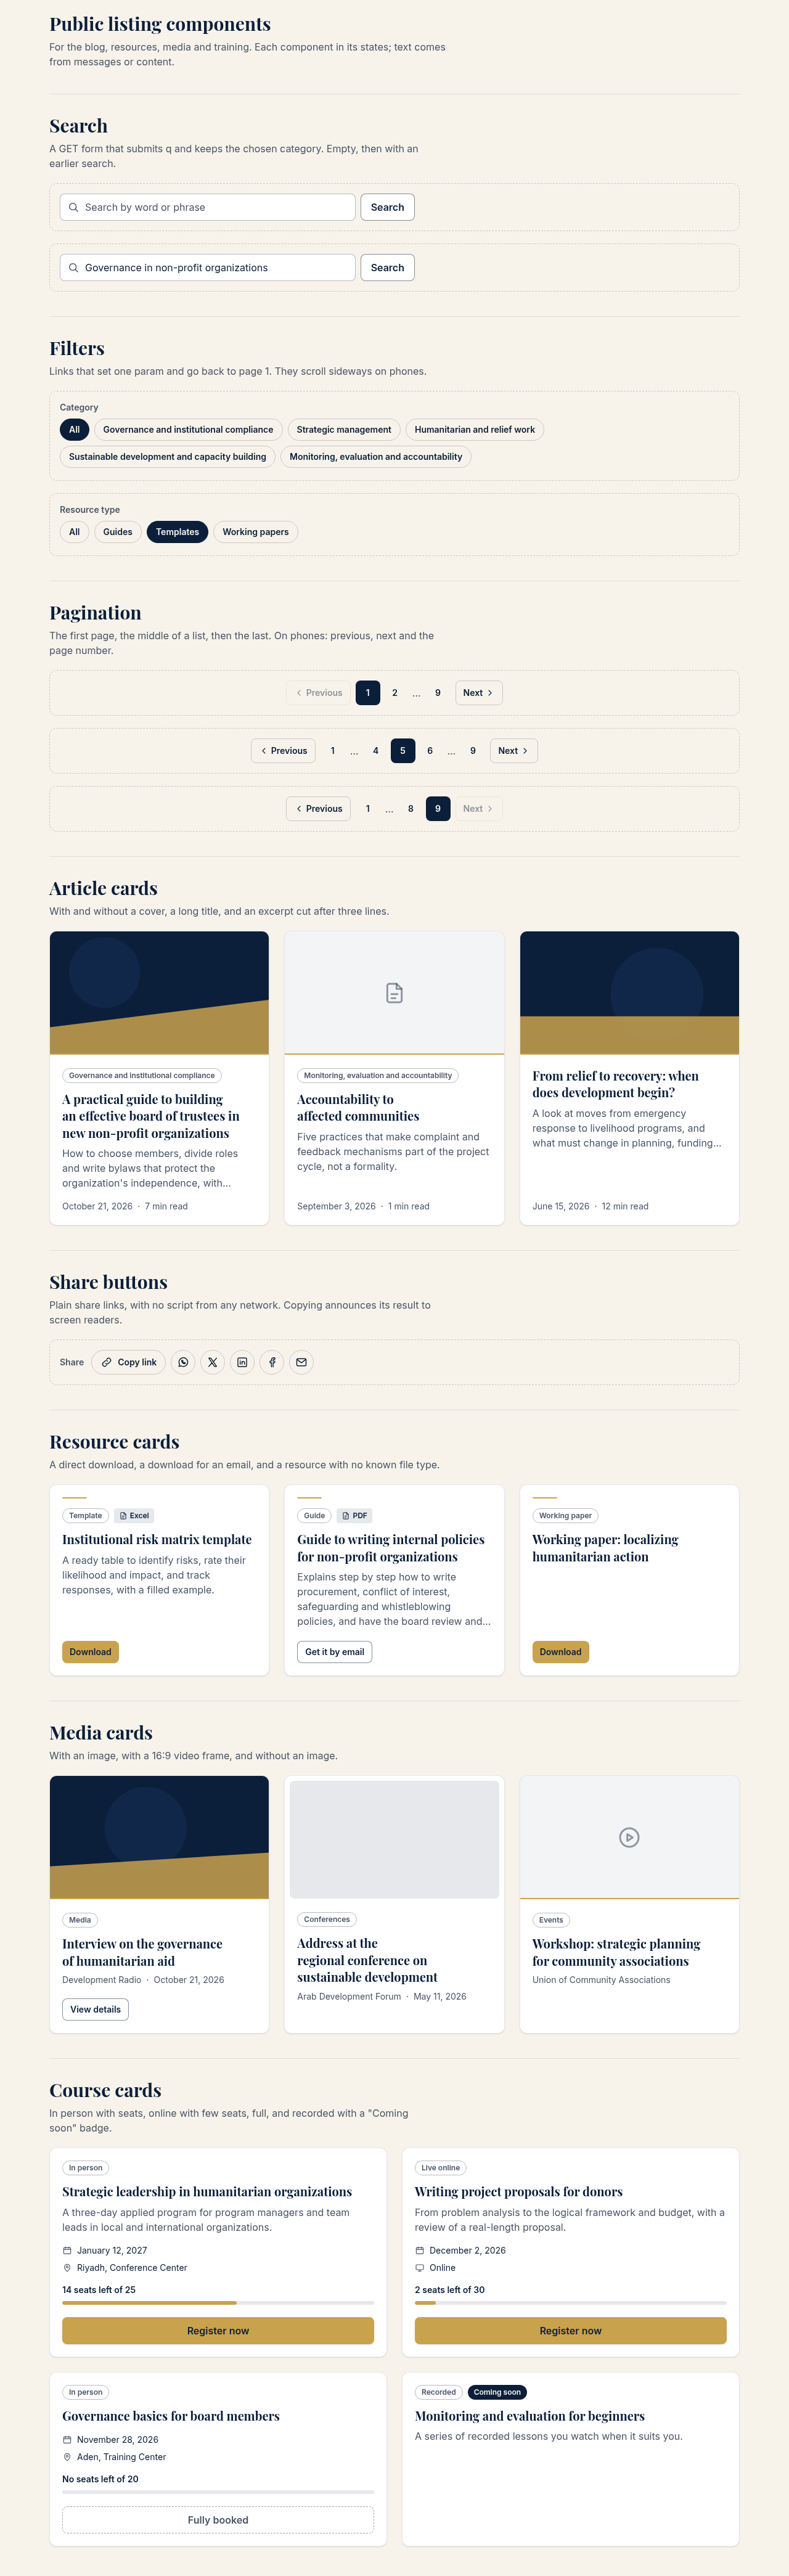 Public listing components
For the blog, resources, media and training. Each component in its states; text comes
from messages or content.
Search
A GET form that submits q and keeps the chosen category. Empty, then with an
earlier search.
Search by word or phrase Search
Governance in non-profit organizations Search
Filters
Links that set one param and go back to page 1. They scroll sideways on phones.
Category
All Governance and institutional compliance Strategic management Humanitarian and relief work
Sustainable development and capacity building Monitoring, evaluation and accountability
Resource type
All Guides Templates Working papers
Pagination
The first page, the middle of a list, then the last. On phones: previous, next and the
page number.
Previous 1 2 … 9 Next
Previous 1 … 4 5 6 … 9 Next
Previous 1 … 8 9 Next
Article cards
With and without a cover, a long title, and an excerpt cut after three lines.
Governance and institutional compliance
A practical guide to building
an effective board of trustees in
new non-profit organizations
How to choose members, divide roles
and write bylaws that protect the
organization's independence, with…
October 21, 2026 · 7 min read
Monitoring, evaluation and accountability
Accountability to
affected communities
Five practices that make complaint and
feedback mechanisms part of the project
cycle, not a formality.
September 3, 2026 · 1 min read
From relief to recovery: when
does development begin?
A look at moves from emergency
response to livelihood programs, and
what must change in planning, funding…
June 15, 2026 · 12 min read
Share buttons
Plain share links, with no script from any network. Copying announces its result to
screen readers.
Share Copy link
Resource cards
A direct download, a download for an email, and a resource with no known file type.
Template Excel
Institutional risk matrix template
A ready table to identify risks, rate their
likelihood and impact, and track
responses, with a filled example.
Download
Guide PDF
Guide to writing internal policies
for non-profit organizations
Explains step by step how to write
procurement, conflict of interest,
safeguarding and whistleblowing
policies, and have the board review and…
Get it by email
Working paper
Working paper: localizing
humanitarian action
Download
Media cards
With an image, with a 16:9 video frame, and without an image.
Media
Interview on the governance
of humanitarian aid
Development Radio · October 21, 2026
View details
Conferences
Address at the
regional conference on
sustainable development
Arab Development Forum · May 11, 2026
Events
Workshop: strategic planning
for community associations
Union of Community Associations
Course cards
In person with seats, online with few seats, full, and recorded with a "Coming
soon" badge.
In person
Strategic leadership in humanitarian organizations
A three-day applied program for program managers and team
leads in local and international organizations.
January 12, 2027
Riyadh, Conference Center
14 seats left of 25
Register now
Live online
Writing project proposals for donors
From problem analysis to the logical framework and budget, with a
review of a real-length proposal.
December 2, 2026
Online
2 seats left of 30
Register now
In person
Governance basics for board members
November 28, 2026
Aden, Training Center
No seats left of 20
Fully booked
Recorded Coming soon
Monitoring and evaluation for beginners
A series of recorded lessons you watch when it suits you.